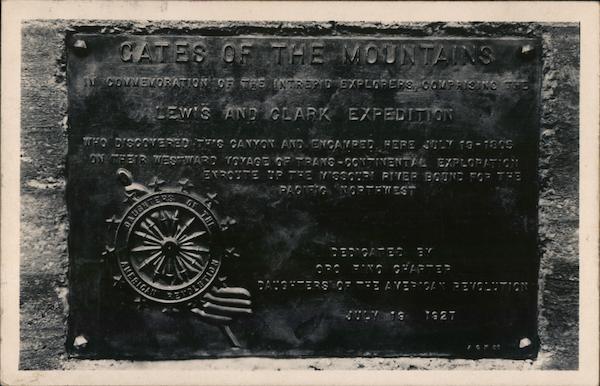 GATES OF THE MOUNTAINS
IN COMMEMORATION OF THE INTREPID EXPLORERS, COMPRISING THE
LEWIS AND CLARK EXPEDITION
WHO DISCOVERED THIS CANYON AND ENCAMPED HERE JULY 19-1805
ON THEIR WESTWARD VOYAGE OF TRANS-CONTINENTAL EXPLORATION
ENROUTE UP THE MISSOURI RIVER BOUND FOR THE
PACIFIC NORTHWEST
DAUGHTERS OF THE
AMERICAN REVOLUTION
DEDICATED BY
ORO FINO CHAPTER
DAUGHTERS OF THE AMERICAN REVOLUTION
JULY 19 1927